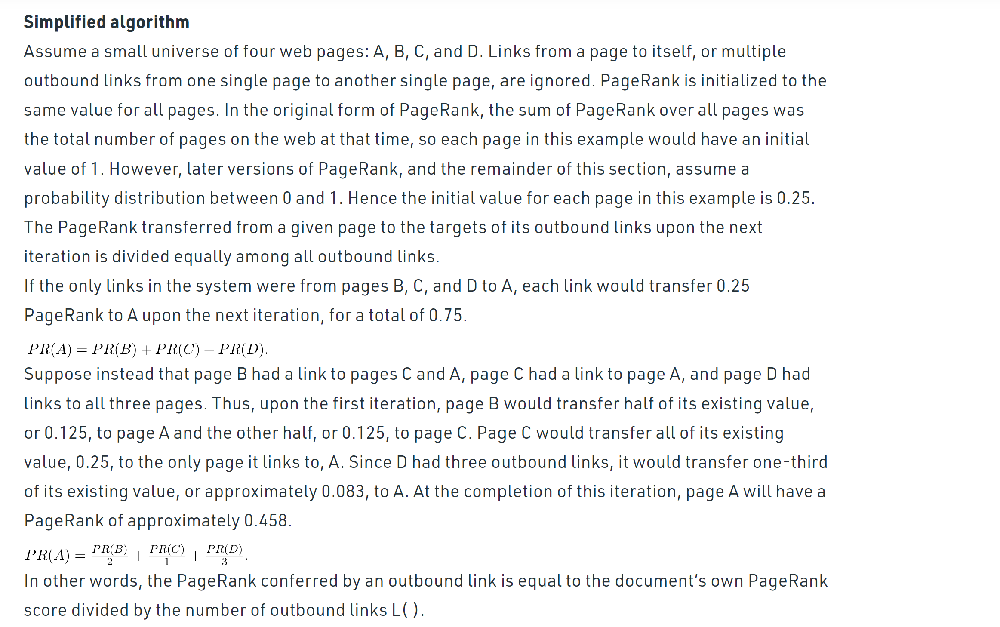 Simplified algorithm
Assume a small universe of four web pages: A, B, C, and D. Links from a page to itself, or multiple
outbound links from one single page to another single page, are ignored. PageRank is initialized to the
same value for all pages. In the original form of PageRank, the sum of PageRank over all pages was
the total number of pages on the web at that time, so each page in this example would have an initial
value of 1. However, later versions of PageRank, and the remainder of this section, assume a
probability distribution between 0 and 1. Hence the initial value for each page in this example is 0.25.
The PageRank transferred from a given page to the targets of its outbound links upon the next
iteration is divided equally among all outbound links.
If the only links in the system were from pages B, C, and D to A, each link would transfer 0.25
PageRank to A upon the next iteration, for a total of 0.75.
PR(A) = PR(B) + PR(C) + PR(D).
Suppose instead that page B had a link to pages C and A, page C had a link to page A, and page D had
links to all three pages. Thus, upon the first iteration, page B would transfer half of its existing value,
or 0.125, to page A and the other half, or 0.125, to page C. Page C would transfer all of its existing
value, 0.25, to the only page it links to, A. Since D had three outbound links, it would transfer one-third
of its existing value, or approximately 0.083, to A. At the completion of this iteration, page A will have a
PageRank of approximately 0.458.
PR(A) = PR(B)/2 + PR(C)/1 + PR(D)/3.
In other words, the PageRank conferred by an outbound link is equal to the document's own PageRank
score divided by the number of outbound links L( ).